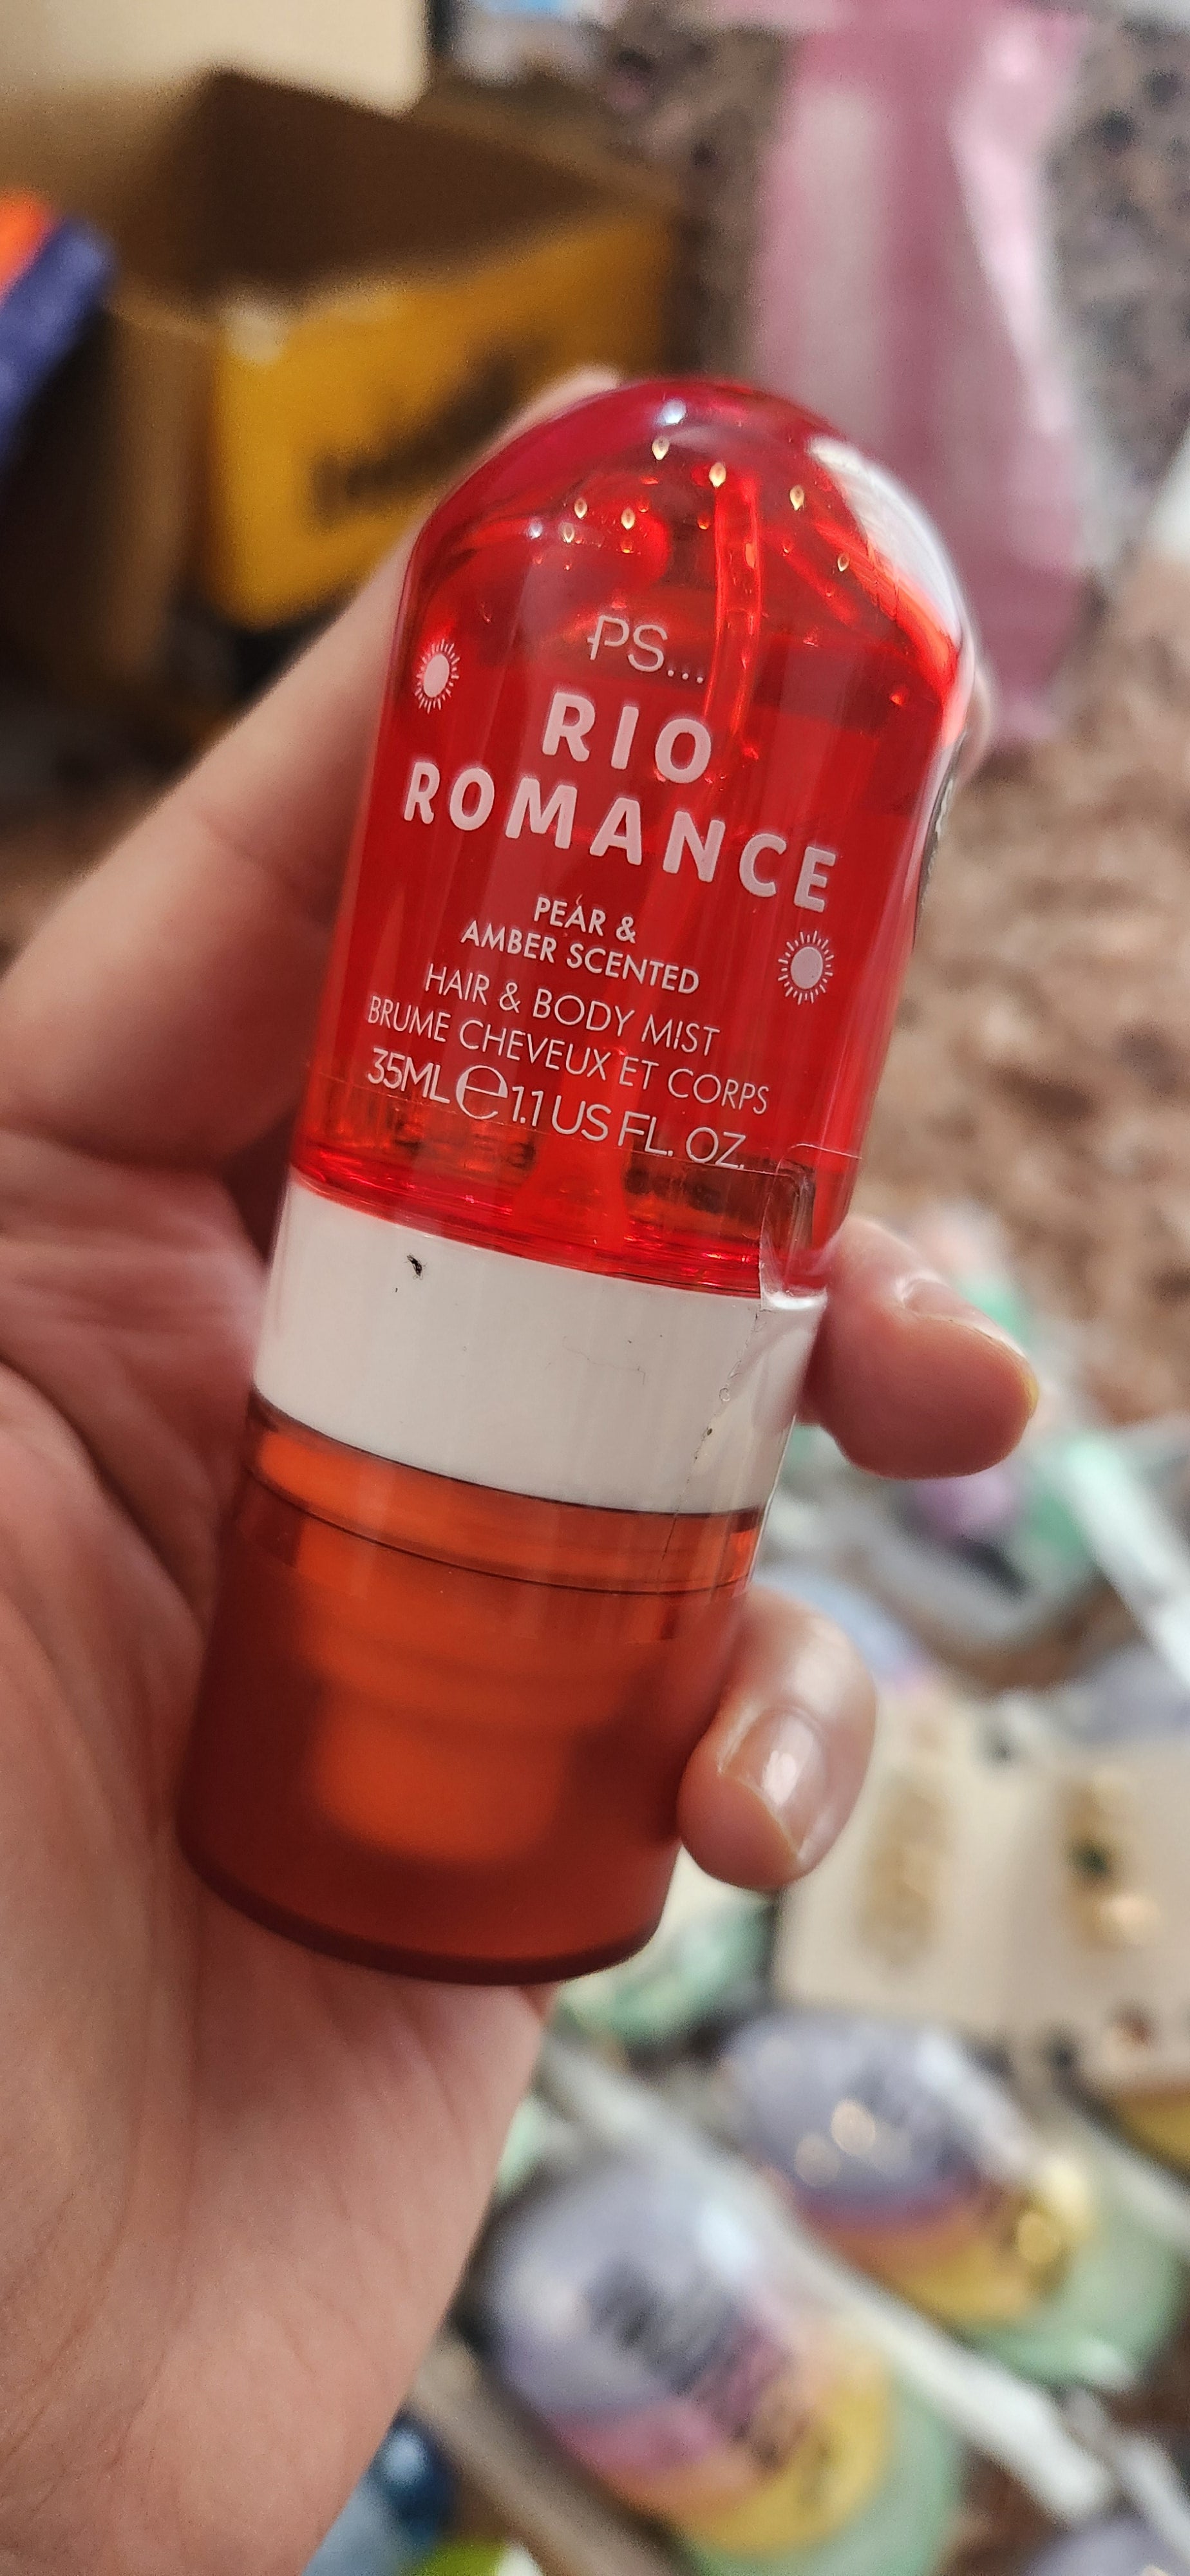 PS...
RIO
ROMANCE
PEAR &
AMBER SCENTED
HAIR & BODY MIST
BRUME CHEVEUX ET CORPS
35ML ℮ 1.1 US FL. OZ.